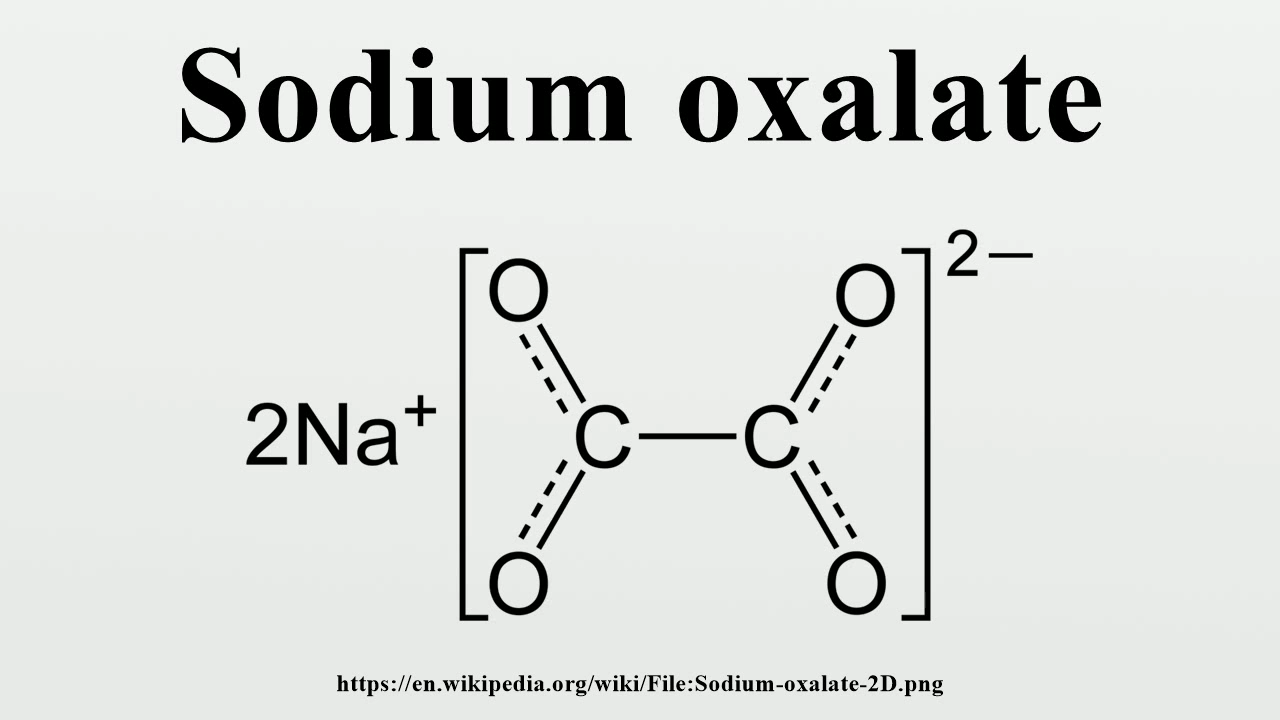 Sodium oxalate
2−
O O
2Na+ C C
O O
https://en.wikipedia.org/wiki/File:Sodium-oxalate-2D.png